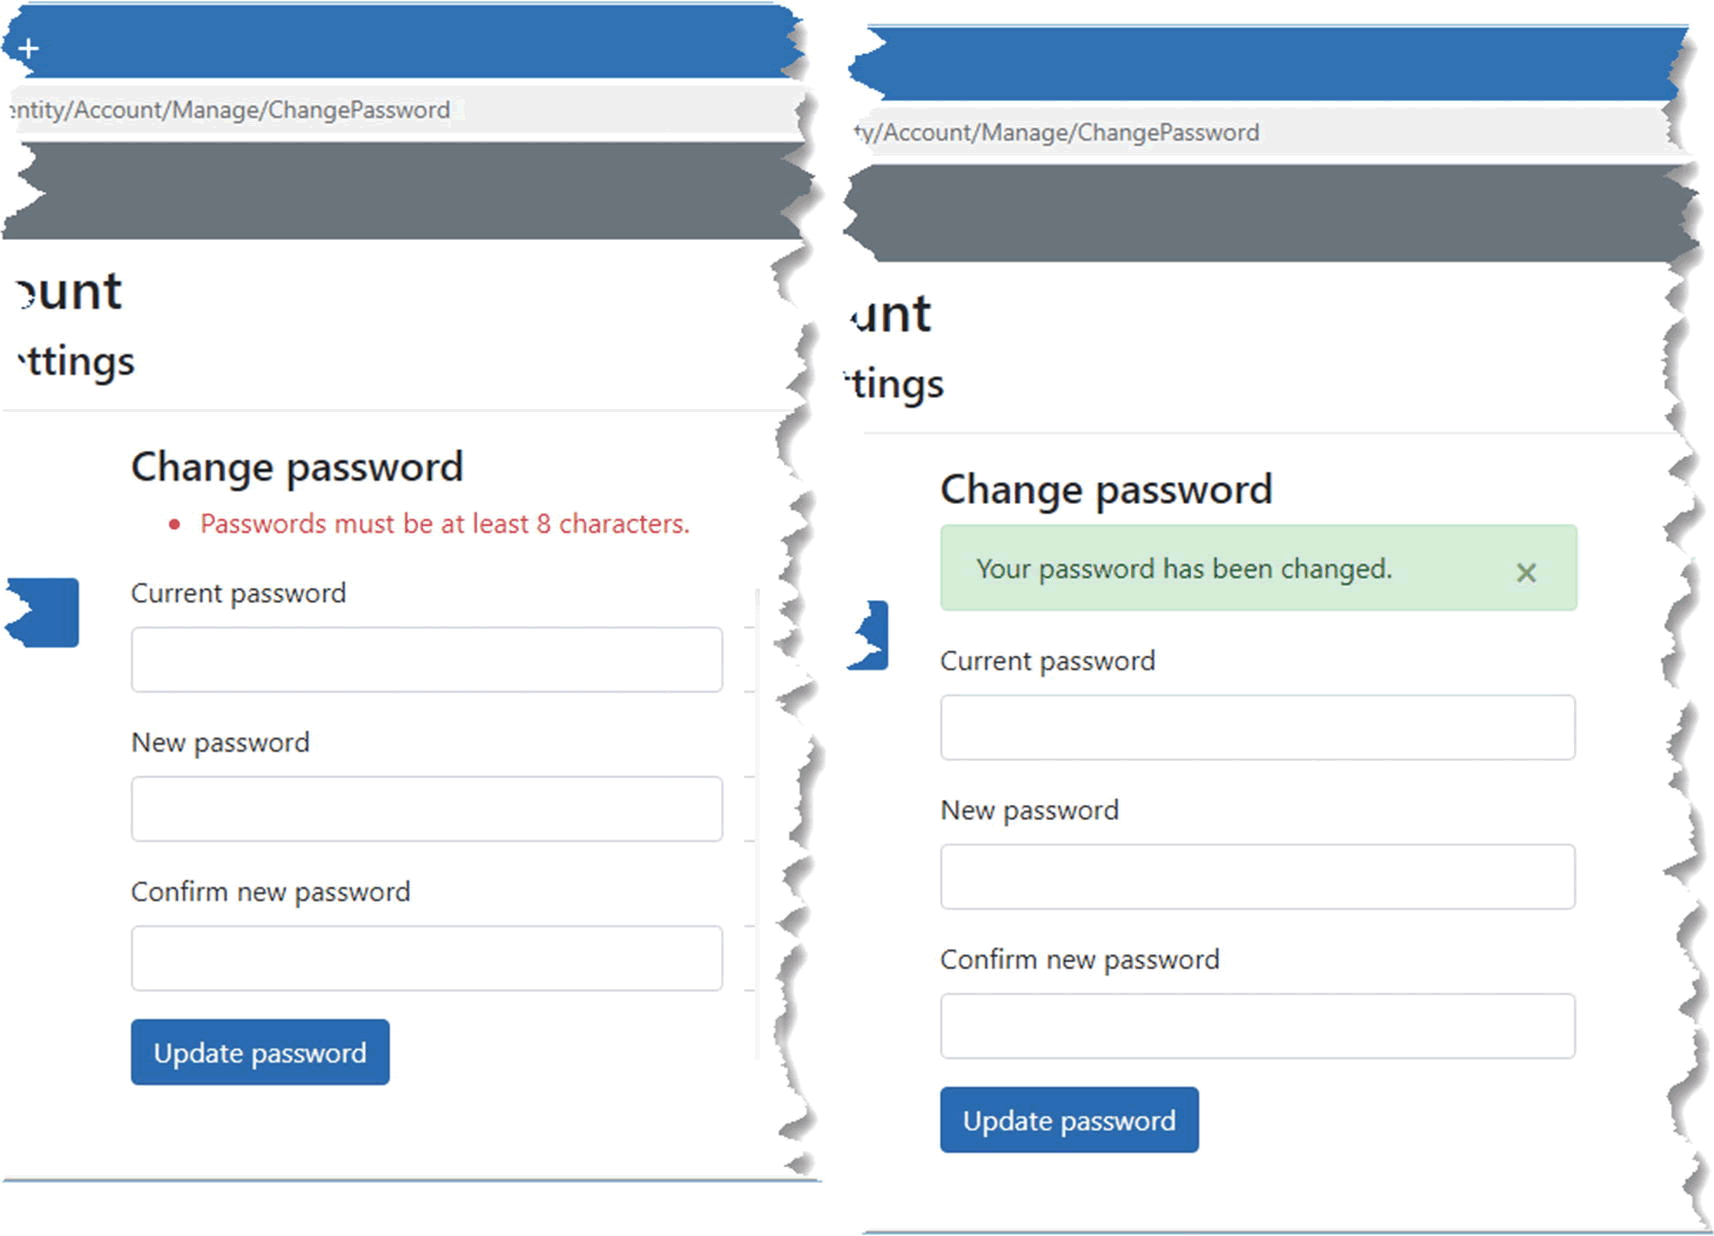 +
entity/Account/Manage/ChangePassword
ount
ettings
Change password
• Passwords must be at least 8 characters.
Current password
New password
Confirm new password
Update password
ty/Account/Manage/ChangePassword
unt
ttings
Change password
Your password has been changed. ×
Current password
New password
Confirm new password
Update password